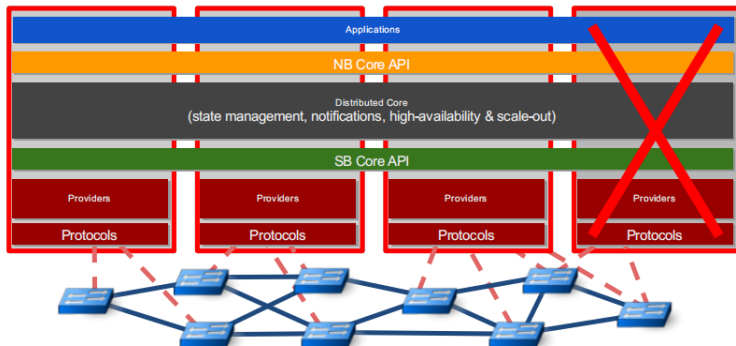 Applications
NB Core API
Distributed Core
(state management, notifications, high-availability & scale-out)
SB Core API
Providers
Providers
Providers
Providers
Protocols
Protocols
Protocols
Protocols